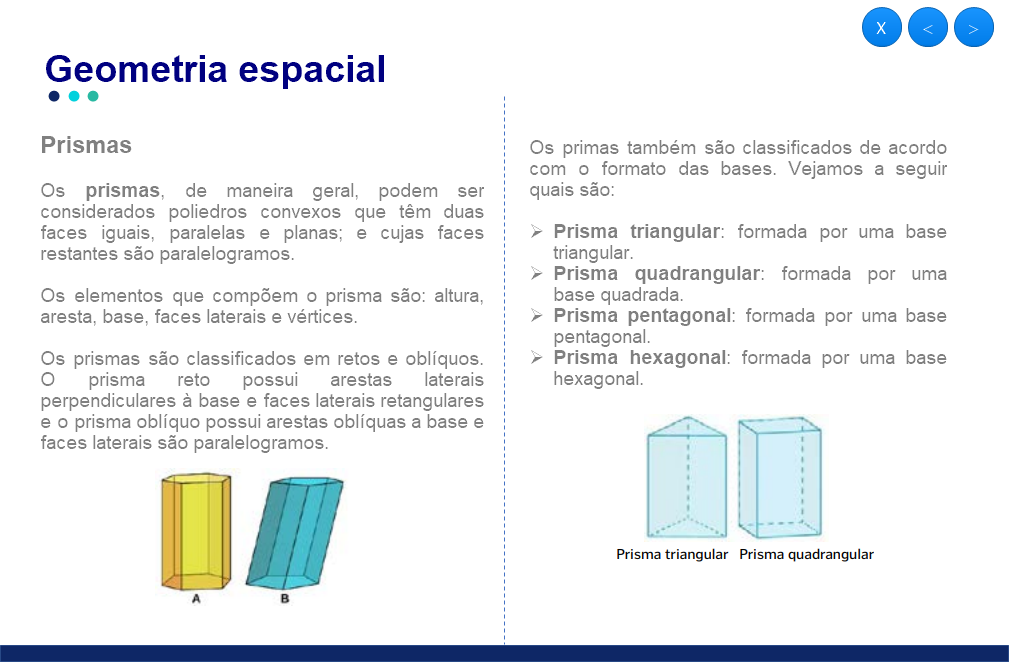 X < >
Geometria espacial
Prismas
Os prismas, de maneira geral, podem ser
considerados poliedros convexos que têm duas
faces iguais, paralelas e planas; e cujas faces
restantes são paralelogramos.
Os elementos que compõem o prisma são: altura,
aresta, base, faces laterais e vértices.
Os prismas são classificados em retos e oblíquos.
O prisma reto possui arestas laterais
perpendiculares à base e faces laterais retangulares
e o prisma oblíquo possui arestas oblíquas a base e
faces laterais são paralelogramos.
A B
Os primas também são classificados de acordo
com o formato das bases. Vejamos a seguir
quais são:
➢ Prisma triangular: formada por uma base
triangular.
➢ Prisma quadrangular: formada por uma
base quadrada.
➢ Prisma pentagonal: formada por uma base
pentagonal.
➢ Prisma hexagonal: formada por uma base
hexagonal.
Prisma triangular Prisma quadrangular